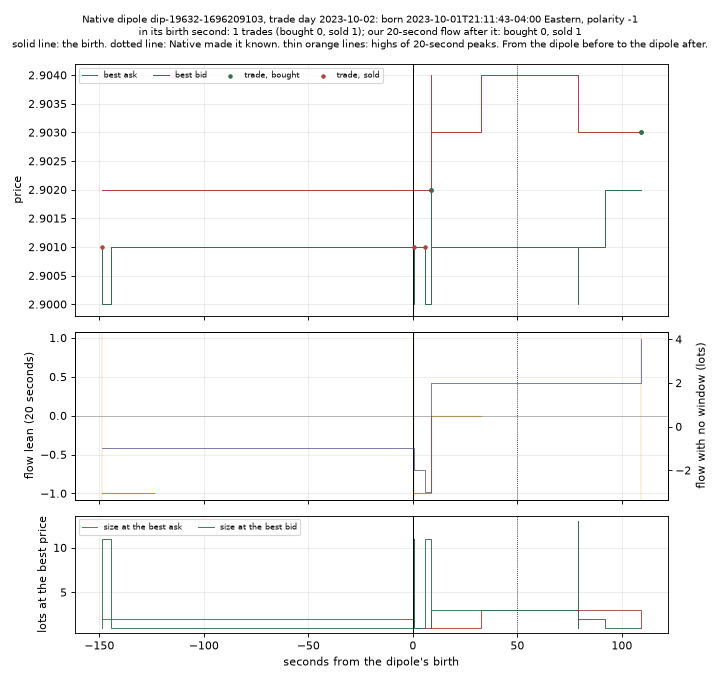 Native dipole dip-19632-1696209103, trade day 2023-10-02: born 2023-10-01T21:11:43-04:00 Eastern, polarity -1
in its birth second: 1 trades (bought 0, sold 1); our 20-second flow after it: bought 0, sold 1
solid line: the birth. dotted line: Native made it known. thin orange lines: highs of 20-second peaks. From the dipole before to the dipole after.
best ask
best bid
trade, bought
trade, sold
2.9040
2.9035
2.9030
2.9025
2.9020
2.9015
2.9010
2.9005
2.9000
price
1.0
0.5
0.0
−0.5
−1.0
flow lean (20 seconds)
4
2
0
−2
flow with no window (lots)
size at the best ask
size at the best bid
10
5
lots at the best price
−150
−100
−50
0
50
100
seconds from the dipole's birth